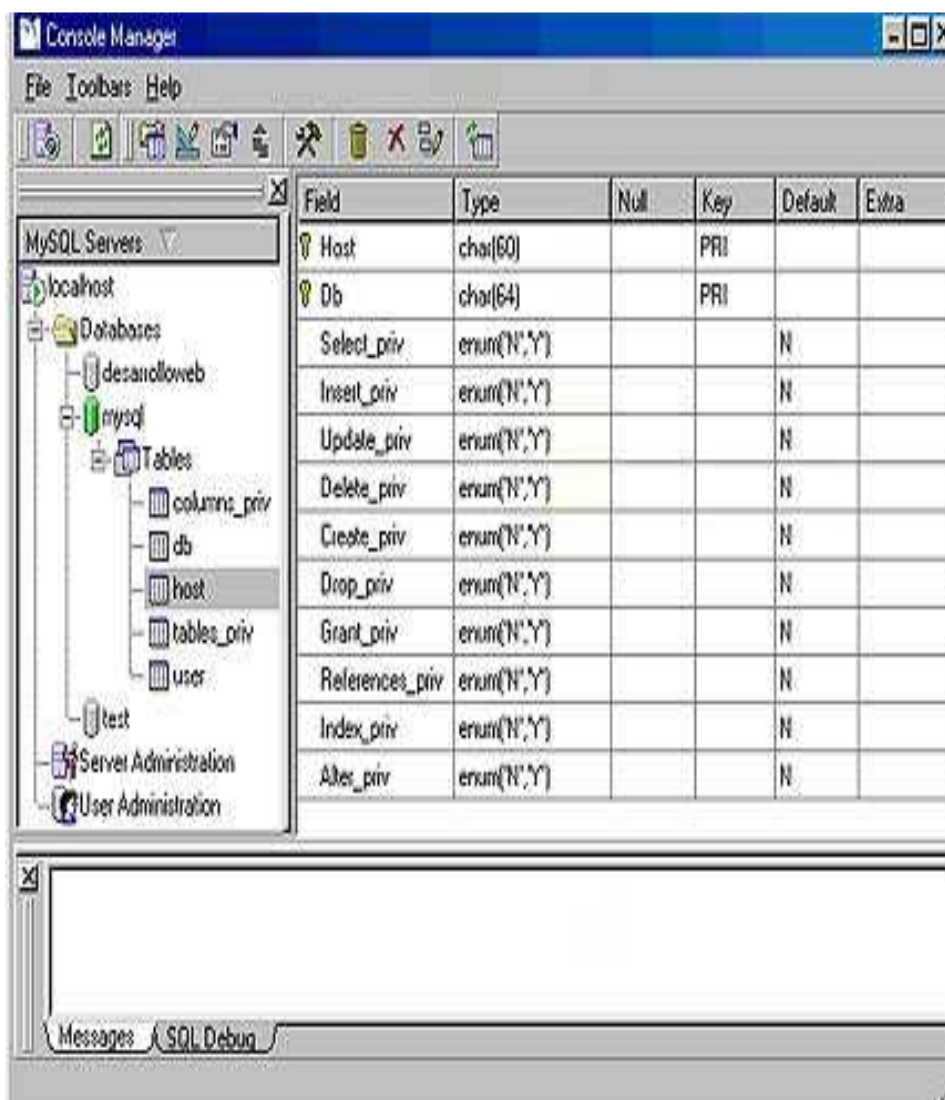 Console Manager
File Toolbars Help
MySQL Servers
localhost
Databases
desarrolloweb
mysql
Tables
columns_priv
db
host
tables_priv
user
test
Server Administration
User Administration
Field Type Null Key Default Extra
Host char(60) PRI
Db char(64) PRI
Select_priv enum('N','Y') N
Insert_priv enum('N','Y') N
Update_priv enum('N','Y') N
Delete_priv enum('N','Y') N
Create_priv enum('N','Y') N
Drop_priv enum('N','Y') N
Grant_priv enum('N','Y') N
References_priv enum('N','Y') N
Index_priv enum('N','Y') N
Alter_priv enum('N','Y') N
Messages SQL Debug